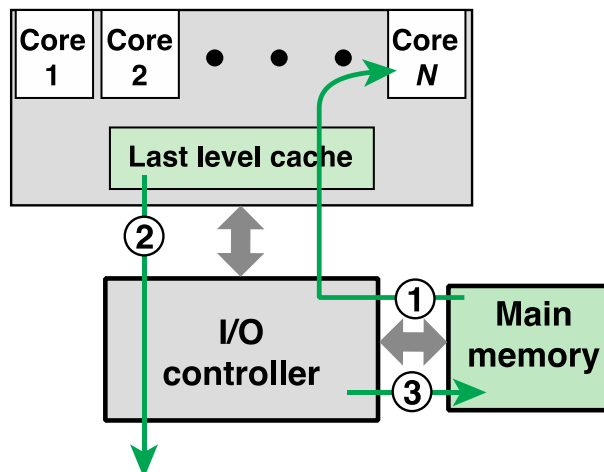 Core
1
Core
2
Core
N
Last level cache
2
1
I/O
controller
Main
memory
3